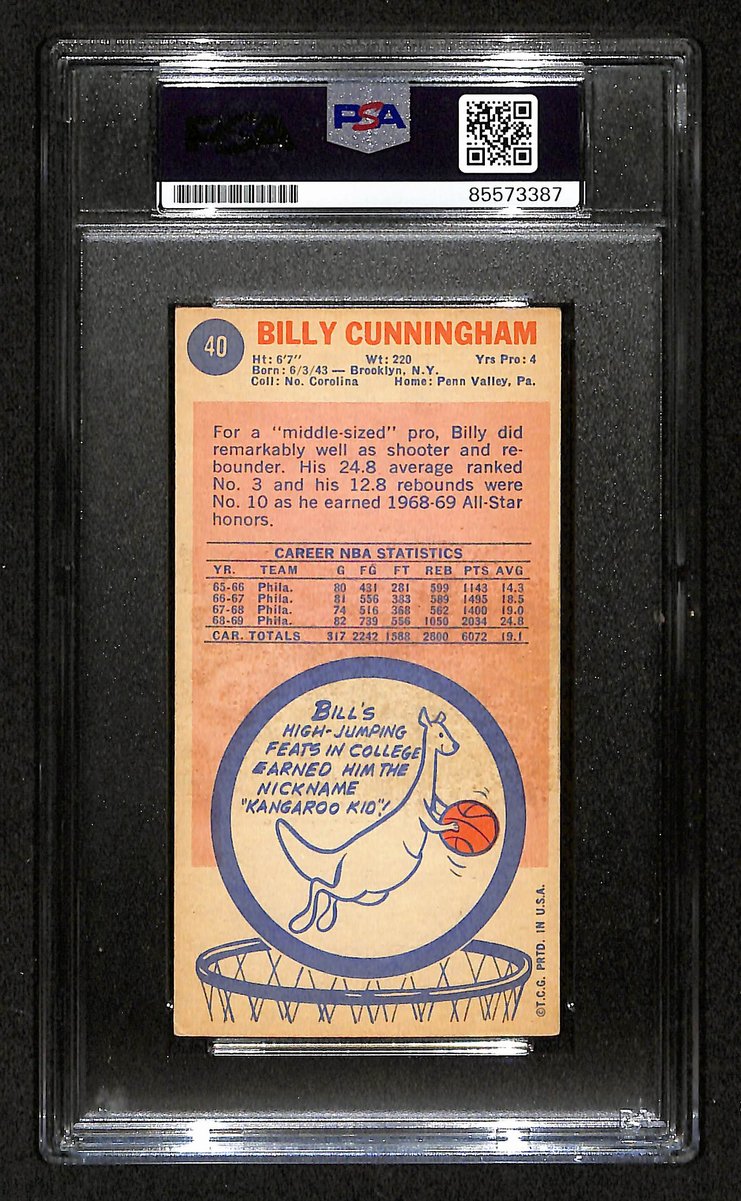 PSA
85573387
40
BILLY CUNNINGHAM
Ht: 6'7" Wt: 220 Yrs Pro: 4
Born: 6/3/43 — Brooklyn, N.Y.
Coll: No. Corolina Home: Penn Valley, Pa.
For a "middle-sized" pro, Billy did
remarkably well as shooter and re-
bounder. His 24.8 average ranked
No. 3 and his 12.8 rebounds were
No. 10 as he earned 1968-69 All-Star
honors.
CAREER NBA STATISTICS
YR. TEAM G FG FT REB PTS AVG
65-66 Phila. 80 431 281 599 1143 14.3
66-67 Phila. 81 556 383 589 1495 18.5
67-68 Phila. 74 516 368 562 1400 19.0
68-69 Phila. 82 739 556 1050 2034 24.8
CAR. TOTALS 317 2242 1588 2800 6072 19.1
BILL'S
HIGH-JUMPING
FEATS IN COLLEGE
EARNED HIM THE
NICKNAME
"KANGAROO KID"!
©T.C.G. PRTD. IN U.S.A.